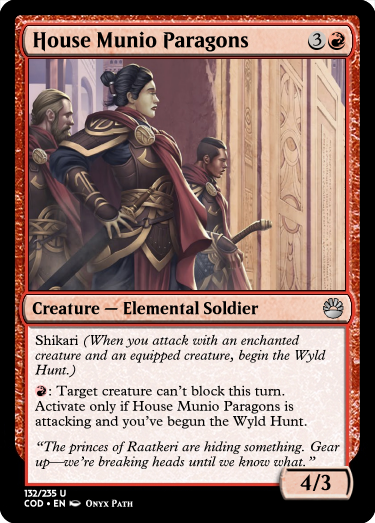 House Munio Paragons 3
Creature — Elemental Soldier
Shikari (When you attack with an enchanted
creature and an equipped creature, begin the Wyld
Hunt.)
: Target creature can't block this turn.
Activate only if House Munio Paragons is
attacking and you've begun the Wyld Hunt.
"The princes of Raatkeri are hiding something. Gear
up—we're breaking heads until we know what."
4/3
132/235 U
COD • EN Onyx Path